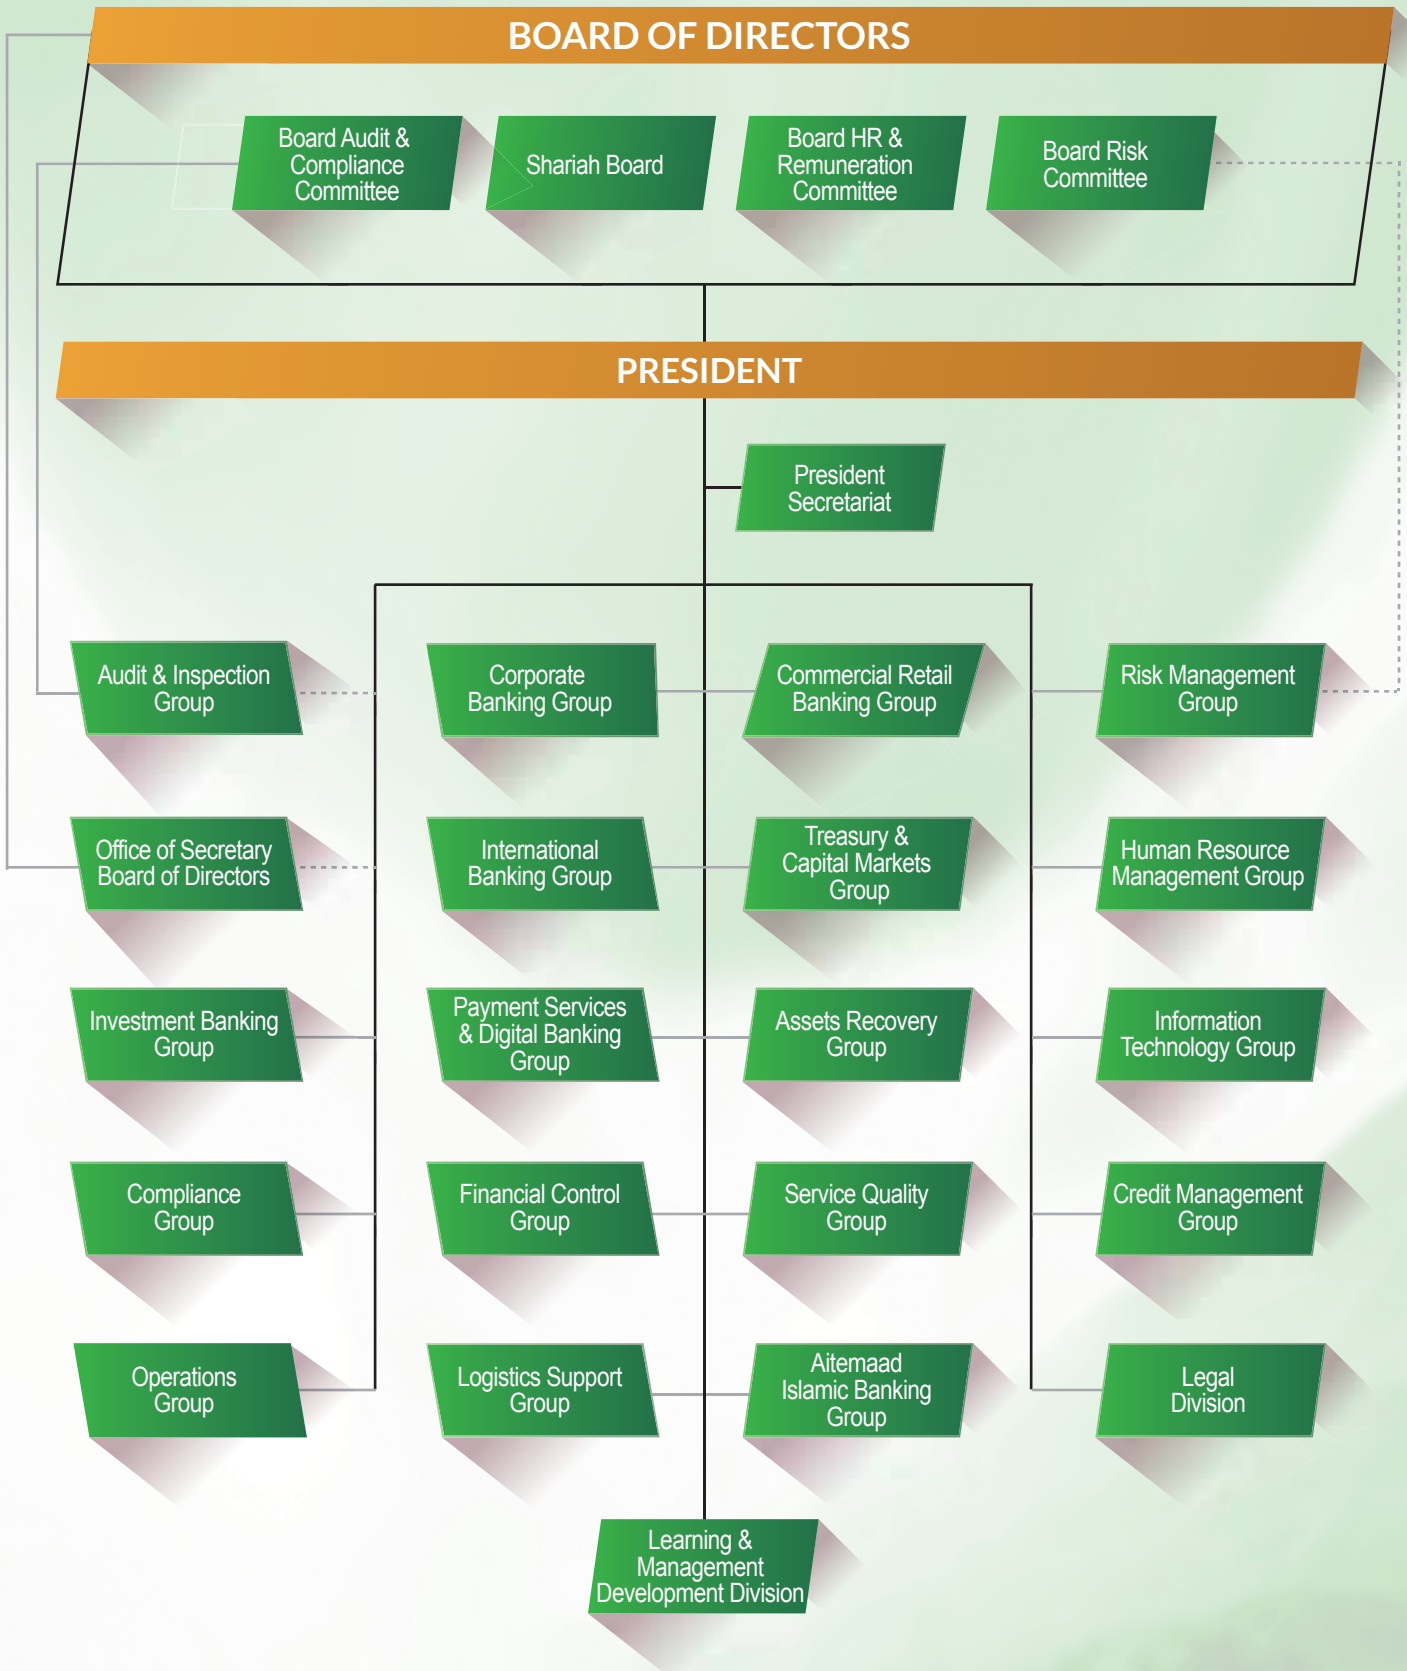 BOARD OF DIRECTORS
Board Audit &
Compliance
Committee
Shariah Board
Board HR &
Remuneration
Committee
Board Risk
Committee
PRESIDENT
President
Secretariat
Audit & Inspection
Group
Corporate
Banking Group
Commercial Retail
Banking Group
Risk Management
Group
Office of Secretary
Board of Directors
International
Banking Group
Treasury &
Capital Markets
Group
Human Resource
Management Group
Investment Banking
Group
Payment Services
& Digital Banking
Group
Assets Recovery
Group
Information
Technology Group
Compliance
Group
Financial Control
Group
Service Quality
Group
Credit Management
Group
Operations
Group
Logistics Support
Group
Aitemaad
Islamic Banking
Group
Legal
Division
Learning &
Management
Development Division